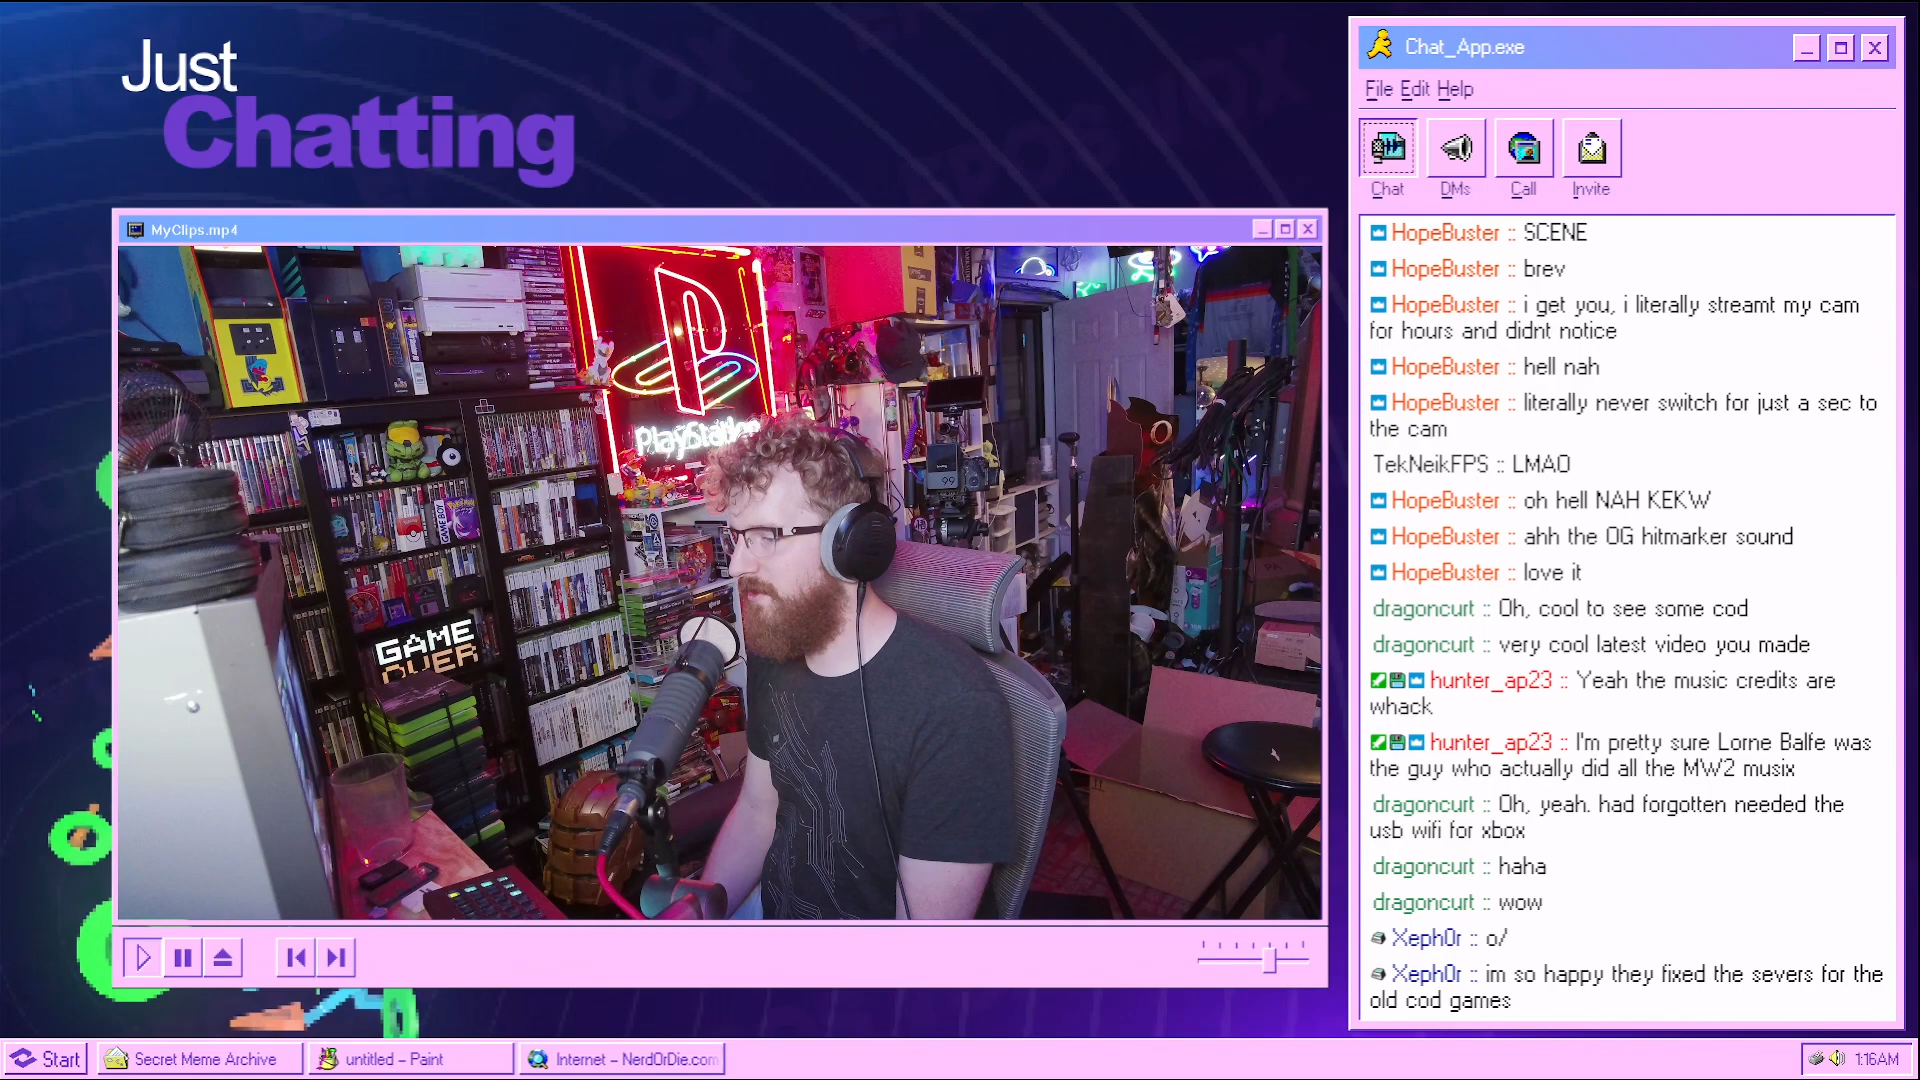 Just
Chatting
MyClips.mp4
PlayStation
GAME
OVER
GAME BOY
99
Chat_App.exe
File Edit Help
Chat DMs Call Invite
HopeBuster :: SCENE
HopeBuster :: brev
HopeBuster :: i get you, i literally streamt my cam
for hours and didnt notice
HopeBuster :: hell nah
HopeBuster :: literally never switch for just a sec to
the cam
TekNeikFPS :: LMAO
HopeBuster :: oh hell NAH KEKW
HopeBuster :: ahh the OG hitmarker sound
HopeBuster :: love it
dragoncurt :: Oh, cool to see some cod
dragoncurt :: very cool latest video you made
hunter_ap23 :: Yeah the music credits are
whack
hunter_ap23 :: I'm pretty sure Lorne Balfe was
the guy who actually did all the MW2 musix
dragoncurt :: Oh, yeah. had forgotten needed the
usb wifi for xbox
dragoncurt :: haha
dragoncurt :: wow
Xeph0r :: o/
Xeph0r :: im so happy they fixed the severs for the
old cod games
Start
Secret Meme Archive
untitled - Paint
Internet - NerdOrDie.com
1:16AM